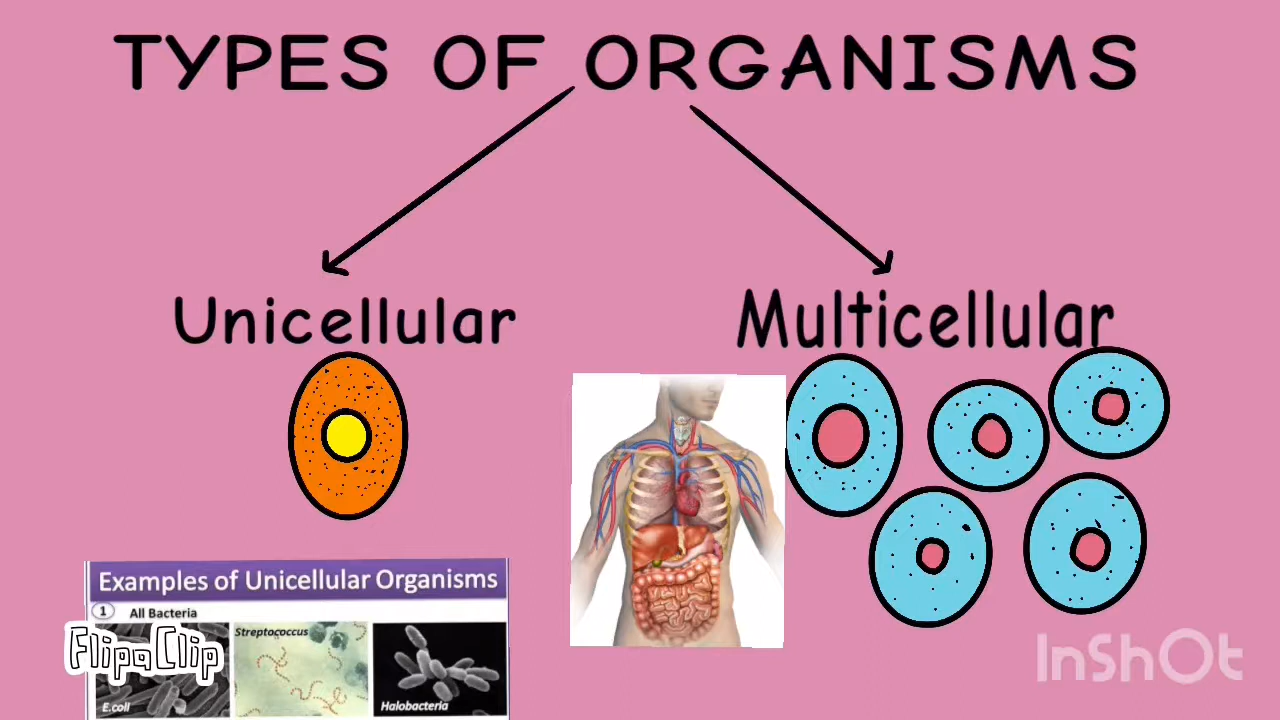 TYPES OF ORGANISMS
Unicellular
Multicellular
Examples of Unicellular Organisms
1 All Bacteria
Streptococcus
E.coli
Halobacteria
FlipaClip
InShOt